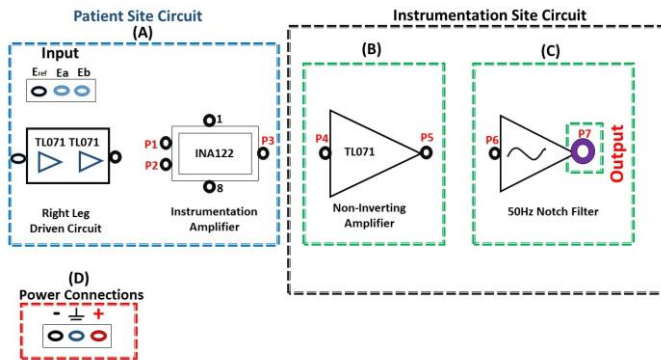 Patient Site Circuit
(A)
Input
Eref Ea Eb
TL071 TL071
Right Leg
Driven Circuit
1
P1
P2
INA122
P3
8
Instrumentation
Amplifier
Instrumentation Site Circuit
(B)
P4
TL071
P5
Non-Inverting
Amplifier
(C)
P6
P7
Output
50Hz Notch Filter
(D)
Power Connections
- +